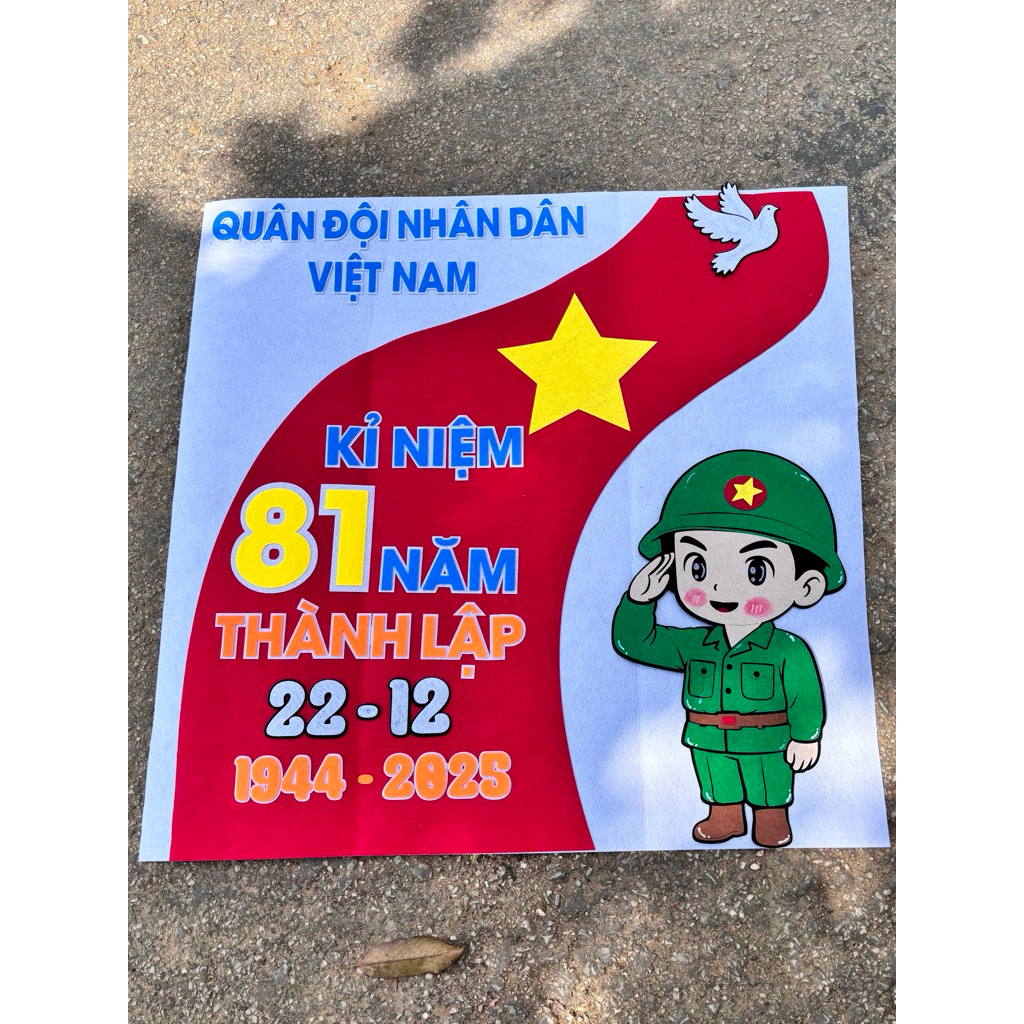 QUÂN ĐỘI NHÂN DÂN
VIỆT NAM
KỈ NIỆM
81 NĂM
THÀNH LẬP
22-12
1944-2025